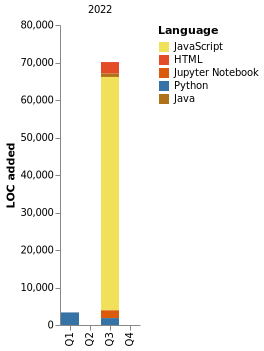 2022
Language
JavaScript
HTML
Jupyter Notebook
Python
Java
LOC added
80,000
70,000
60,000
50,000
40,000
30,000
20,000
10,000
0
Q1
Q2
Q3
Q4